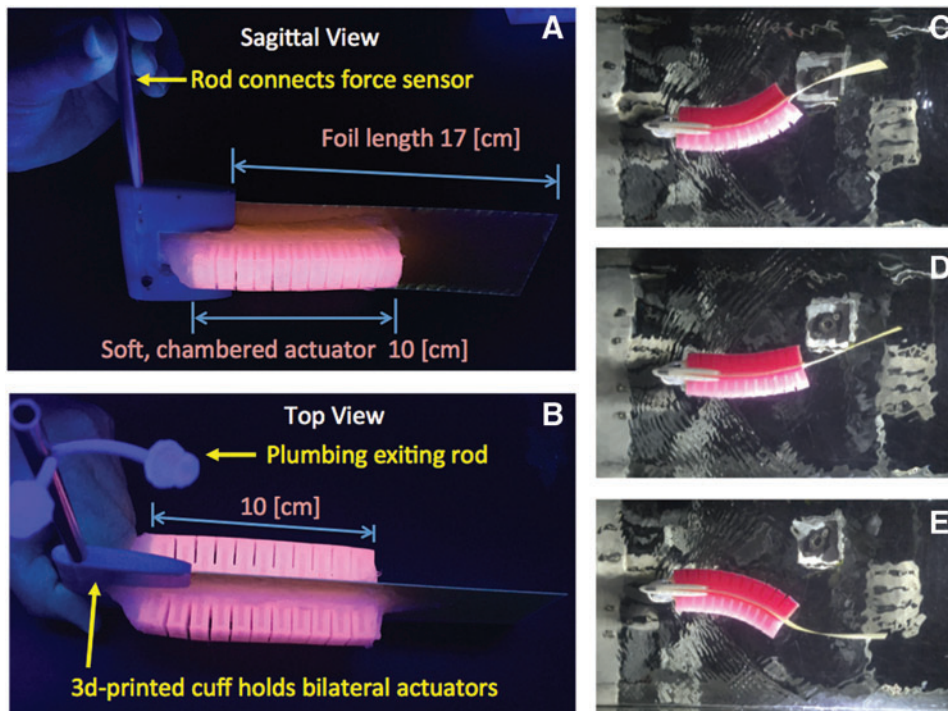 A
Sagittal View
Rod connects force sensor
Foil length 17 [cm]
Soft, chambered actuator 10 [cm]
B
Top View
Plumbing exiting rod
10 [cm]
3d-printed cuff holds bilateral actuators
C
D
E